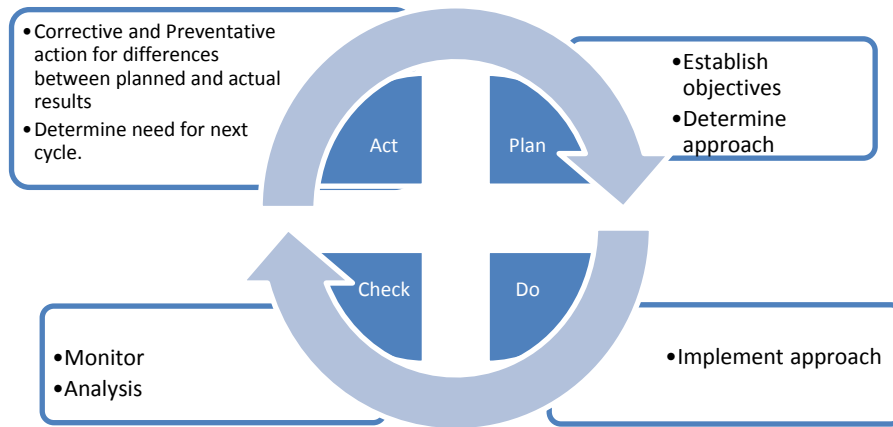 •Corrective and Preventative
action for differences
between planned and actual
results
•Determine need for next
cycle.
Act
Plan
•Establish
objectives
•Determine
approach
Check
Do
•Monitor
•Analysis
•Implement approach